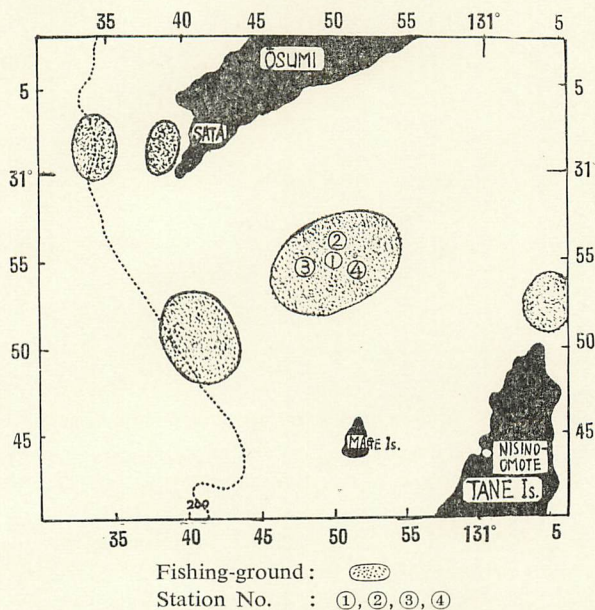 35 40 45 50 55 131° 5
ŌSUMI
5 5
SATA
31° 31°
②
55 ③ ① ④ 55
50 50
45 MAGE Is. 45
NISINO-
OMOTE
TANE Is.
200
35 40 45 50 55 131° 5
Fishing-ground :
Station No. : ①, ②, ③, ④